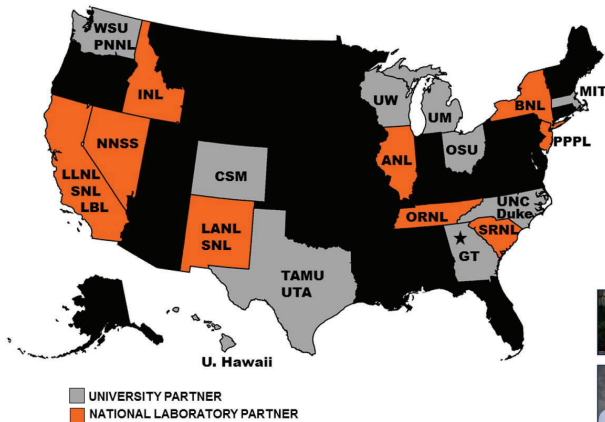 WSU
PNNL
INL
NNSS
LLNL
SNL
LBL
CSM
LANL
SNL
TAMU
UTA
UW
UM
ANL
OSU
BNL
MIT
PPPL
ORNL
UNC
Duke
SRNL
GT
U. Hawaii
UNIVERSITY PARTNER
NATIONAL LABORATORY PARTNER